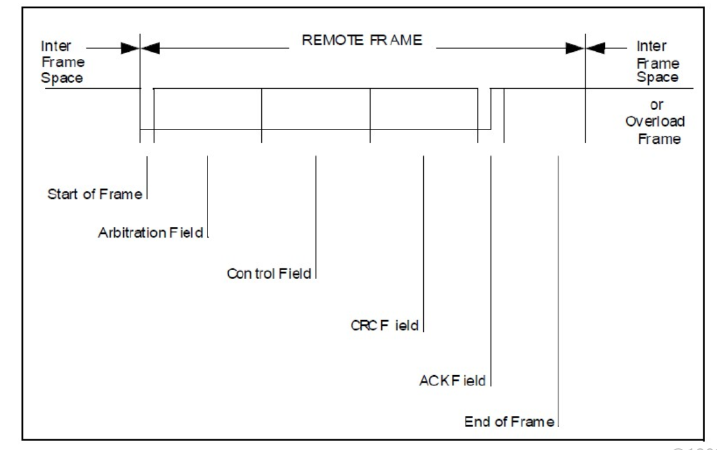 REMOTE FRAME
Inter
Frame
Space
Inter
Frame
Space
or
Overload
Frame
Start of Frame
Arbitration Field
Control Field
CRC Field
ACK Field
End of Frame